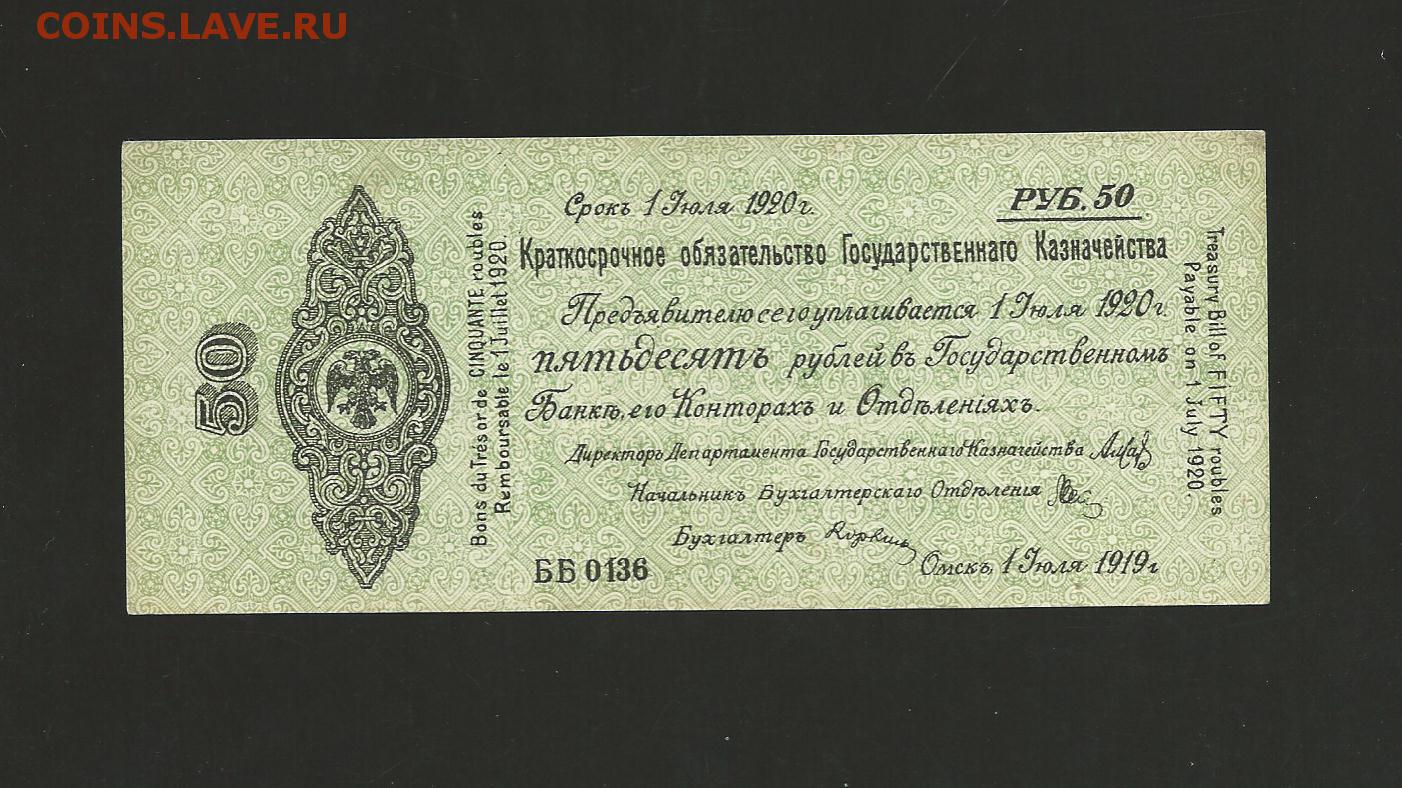 COINS.LAVE.RU
50
Bons du Trésor de CINQUANTE roubles
Remboursable le 1 Juillet 1920.
Срокъ 1 Іюля 1920 г.
РУБ. 50
Краткосрочное обязательство Государственнаго Казначейства
Предъявителю сего уплачивается 1 Іюля 1920 г.
пятьдесятъ рублей въ Государственномъ
Банкѣ, его Конторахъ и Отдѣленіяхъ.
Директоръ Департамента Государственнаго Казначейства
Начальникъ Бухгалтерскаго Отдѣленія
Бухгалтеръ
ББ 0136
Омскъ, 1 Іюля 1919 г
Treasury Bill of FIFTY roubles
Payable on 1 July 1920.